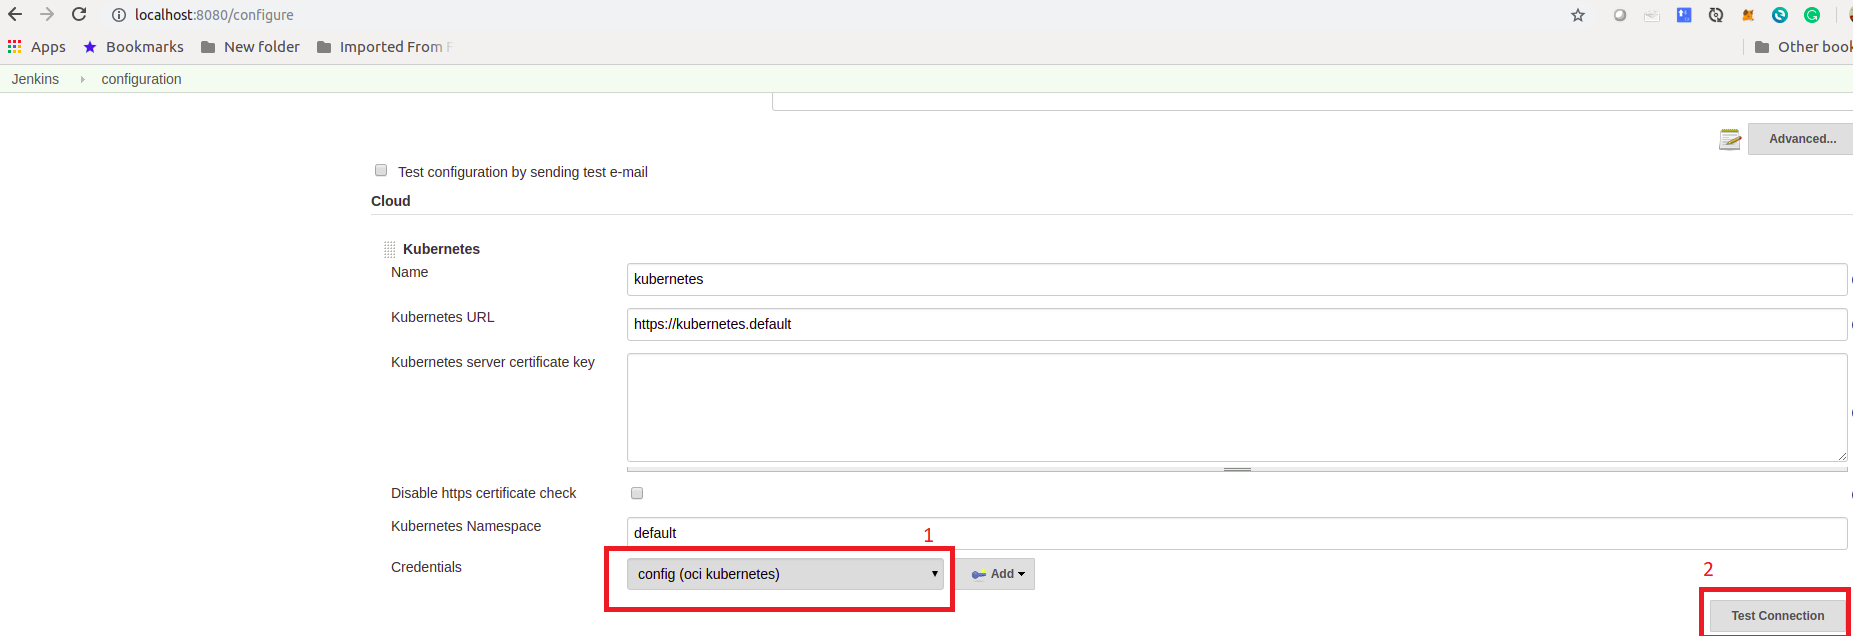 localhost:8080/configure
Apps Bookmarks New folder Imported From F Other book
Jenkins configuration
Advanced...
Test configuration by sending test e-mail
Cloud
Kubernetes
Name kubernetes
Kubernetes URL https://kubernetes.default
Kubernetes server certificate key
Disable https certificate check
Kubernetes Namespace default
1
Credentials config (oci kubernetes) Add
2
Test Connection